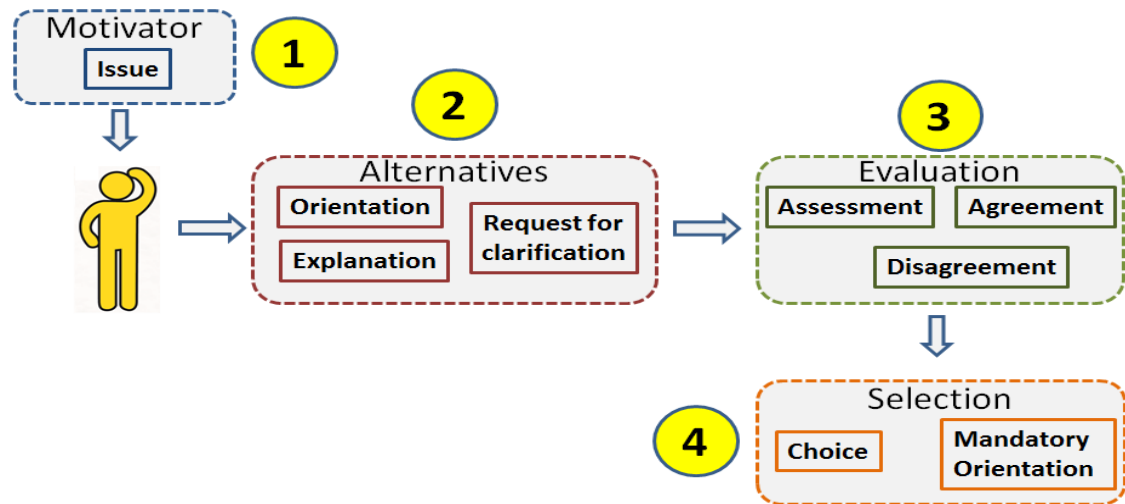 Motivator
Issue
1
2
Alternatives
Orientation
Explanation
Request for
clarification
3
Evaluation
Assessment
Agreement
Disagreement
4
Selection
Choice
Mandatory
Orientation